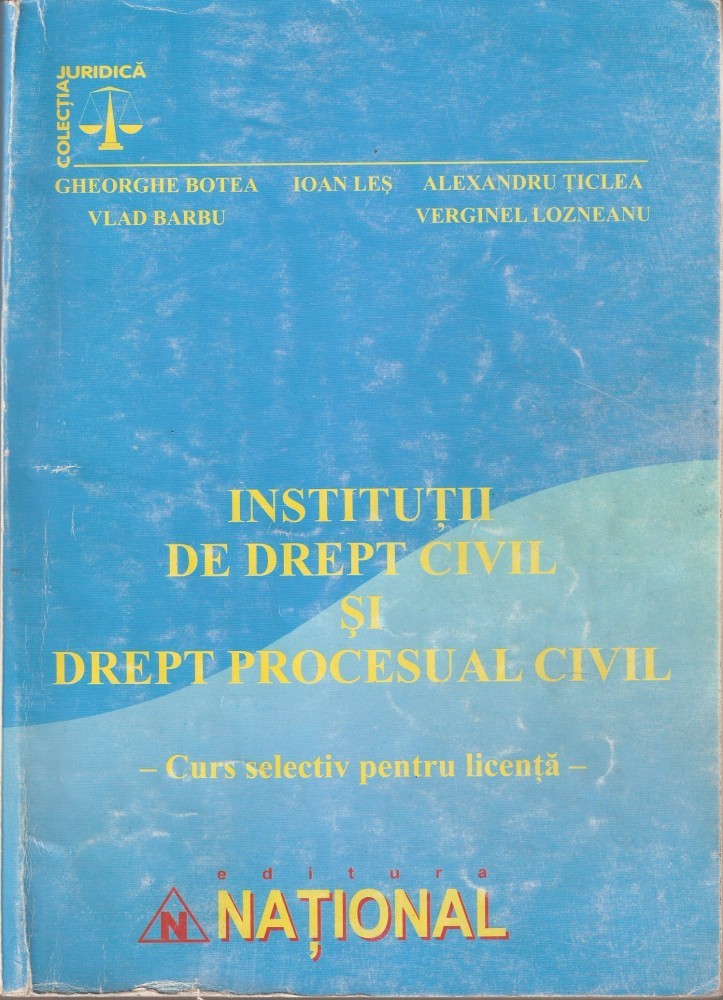 COLECȚIA
JURIDICĂ
GHEORGHE BOTEA IOAN LEȘ ALEXANDRU ȚICLEA
VLAD BARBU VERGINEL LOZNEANU
INSTITUȚII
DE DREPT CIVIL
ȘI
DREPT PROCESUAL CIVIL
– Curs selectiv pentru licență –
editura
N NAȚIONAL